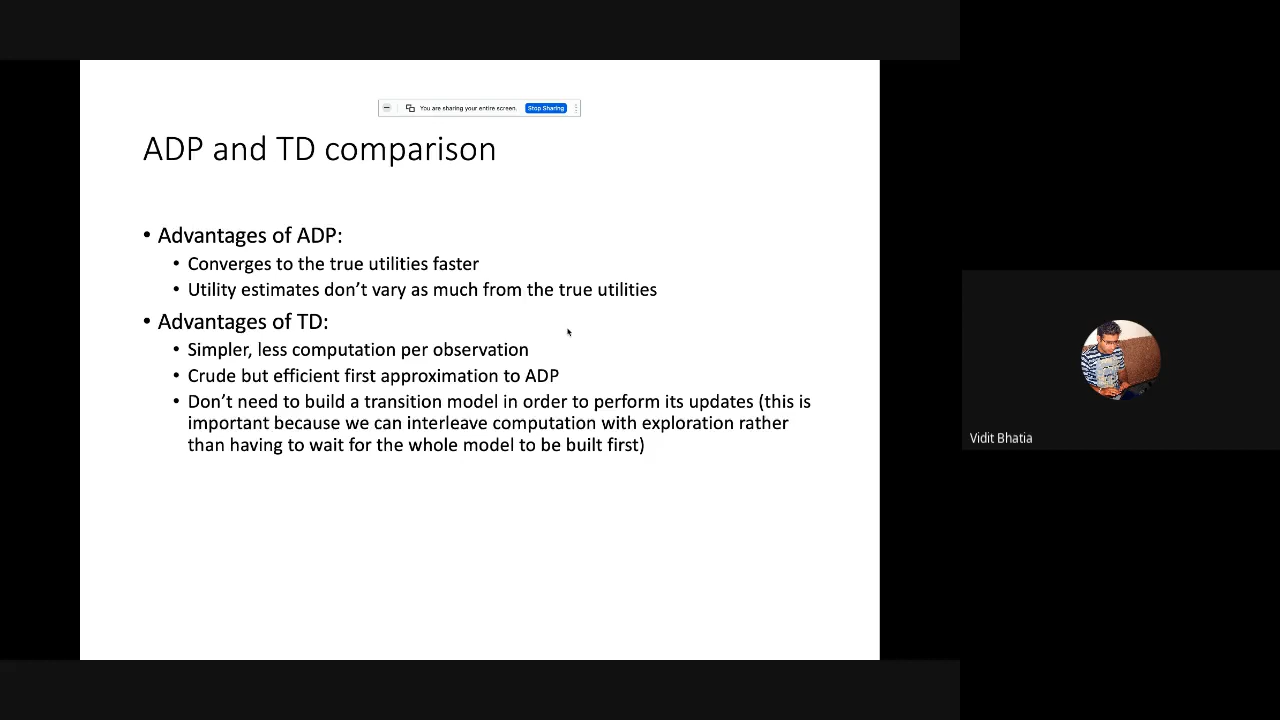 You are sharing your entire screen. Stop Sharing
ADP and TD comparison
• Advantages of ADP:
• Converges to the true utilities faster
• Utility estimates don't vary as much from the true utilities
• Advantages of TD:
• Simpler, less computation per observation
• Crude but efficient first approximation to ADP
• Don't need to build a transition model in order to perform its updates (this is
important because we can interleave computation with exploration rather
than having to wait for the whole model to be built first)
Vidit Bhatia